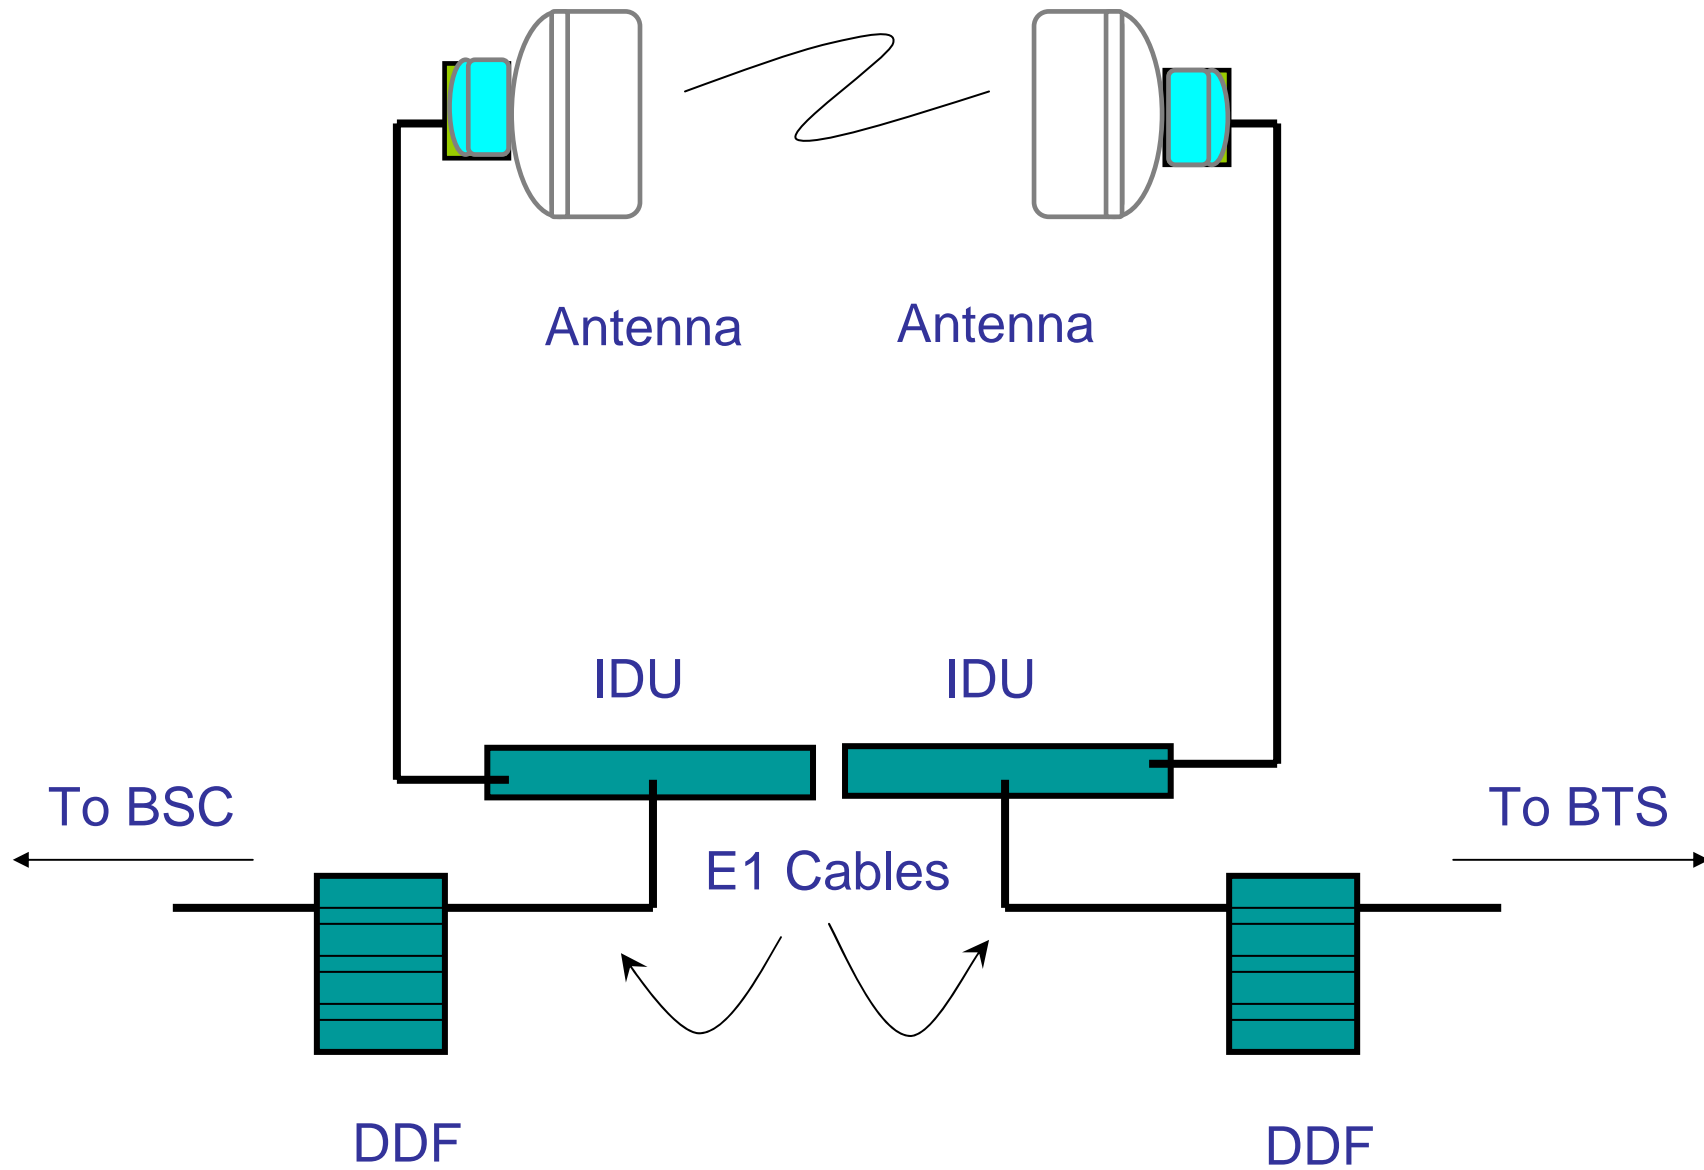 Antenna
Antenna
IDU
IDU
To BSC
To BTS
E1 Cables
DDF
DDF